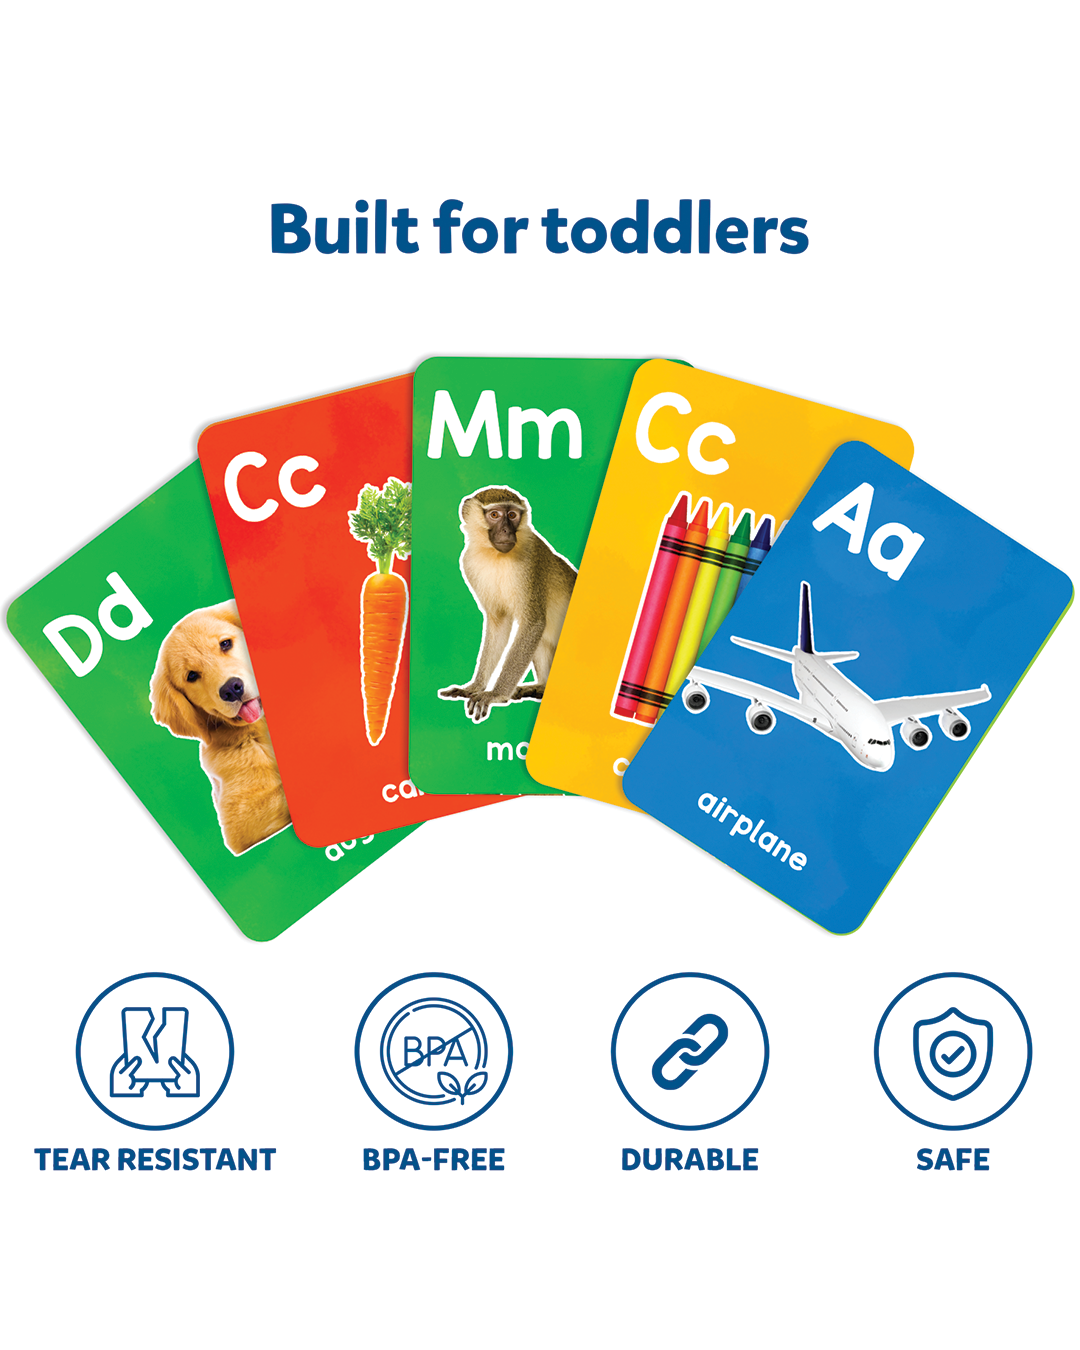 Built for toddlers
Dd
Cc
Mm
Cc
Aa
airplane
BPA
TEAR RESISTANT
BPA-FREE
DURABLE
SAFE